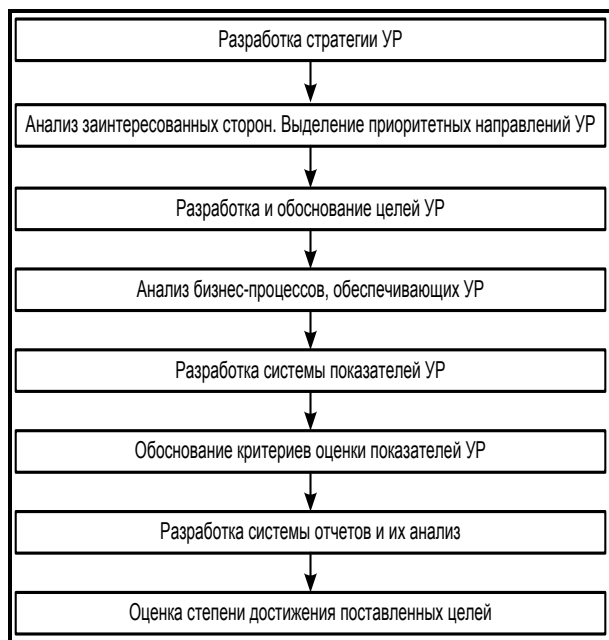 Разработка стратегии УР
Анализ заинтересованных сторон. Выделение приоритетных направлений УР
Разработка и обоснование целей УР
Анализ бизнес-процессов, обеспечивающих УР
Разработка системы показателей УР
Обоснование критериев оценки показателей УР
Разработка системы отчетов и их анализ
Оценка степени достижения поставленных целей